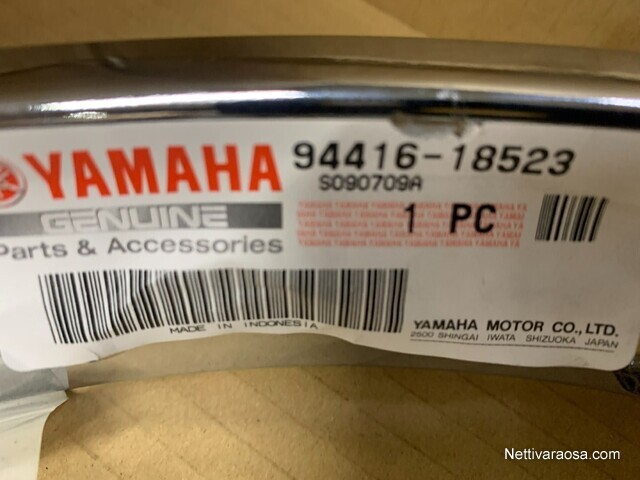 YAMAHA 94416-18523
S090709A
GENUINE
1 PC
Parts & Accessories
MADE IN INDONESIA
YAMAHA MOTOR CO., LTD.
2500 SHINGAI IWATA SHIZUOKA JAPAN
Nettivaraosa.com